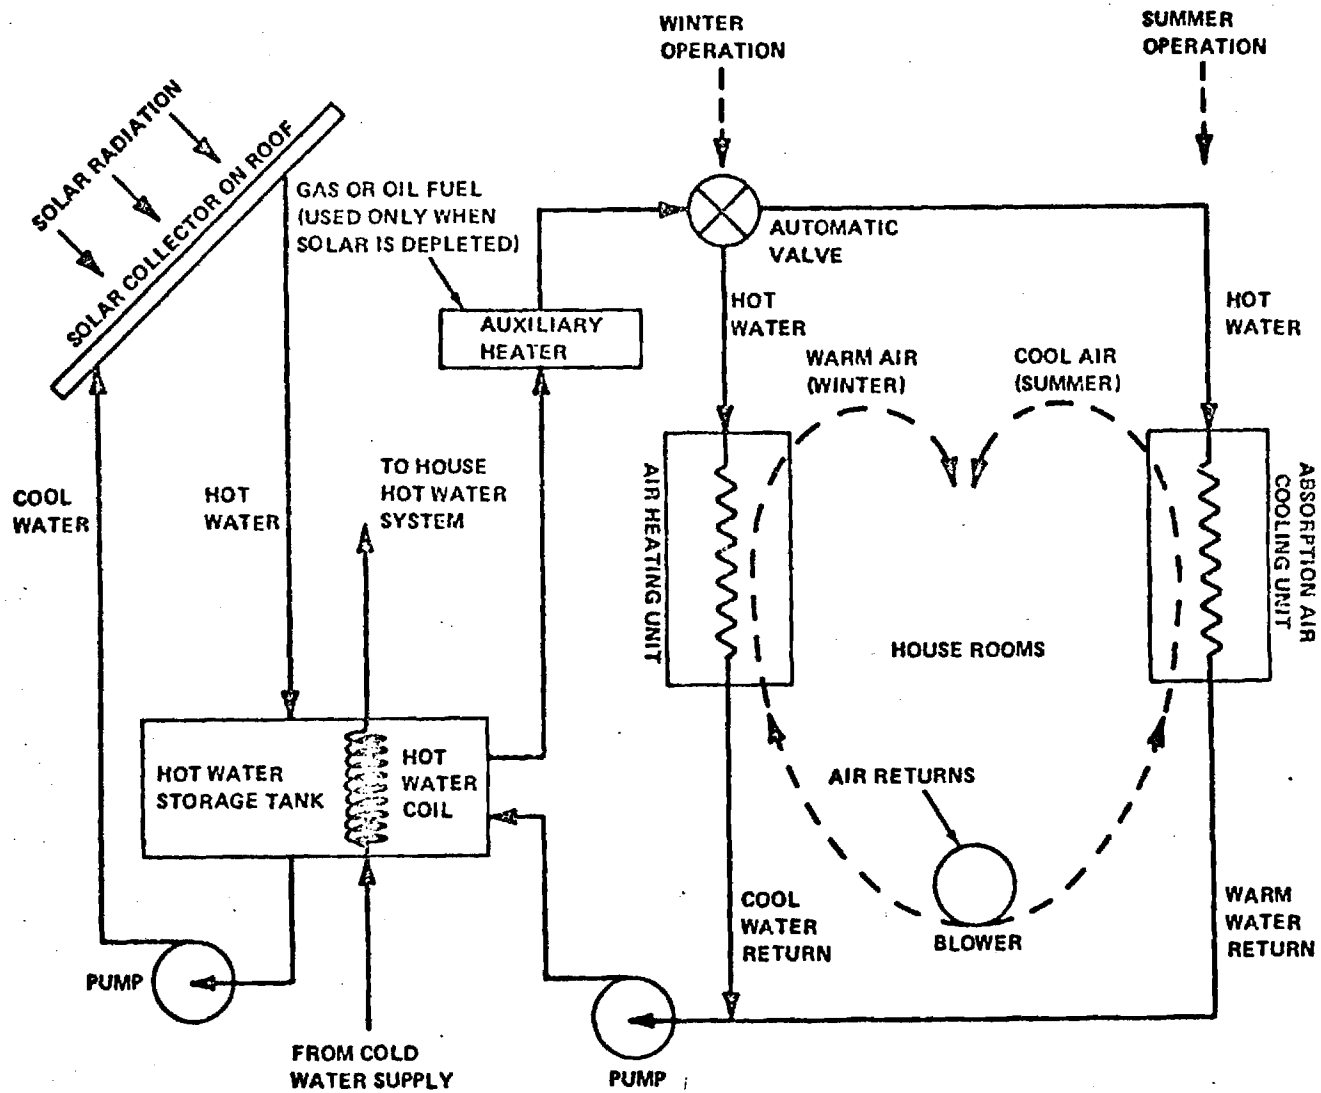 WINTER
OPERATION
SUMMER
OPERATION
SOLAR RADIATION
SOLAR COLLECTOR ON ROOF
GAS OR OIL FUEL
(USED ONLY WHEN
SOLAR IS DEPLETED)
AUTOMATIC
VALVE
AUXILIARY
HEATER
HOT
WATER
HOT
WATER
WARM AIR
(WINTER)
COOL AIR
(SUMMER)
COOL
WATER
HOT
WATER
TO HOUSE
HOT WATER
SYSTEM
AIR HEATING UNIT
ABSORPTION AIR
COOLING UNIT
HOUSE ROOMS
HOT WATER
STORAGE TANK
HOT
WATER
COIL
AIR RETURNS
BLOWER
COOL
WATER
RETURN
WARM
WATER
RETURN
PUMP
FROM COLD
WATER SUPPLY
PUMP